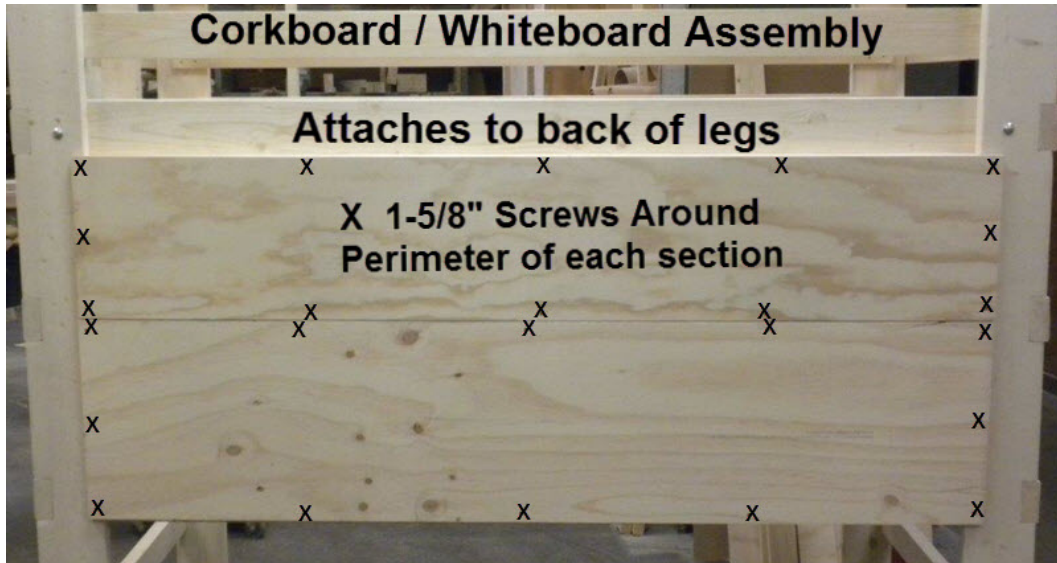 Corkboard / Whiteboard Assembly
Attaches to back of legs
X 1-5/8" Screws Around
Perimeter of each section